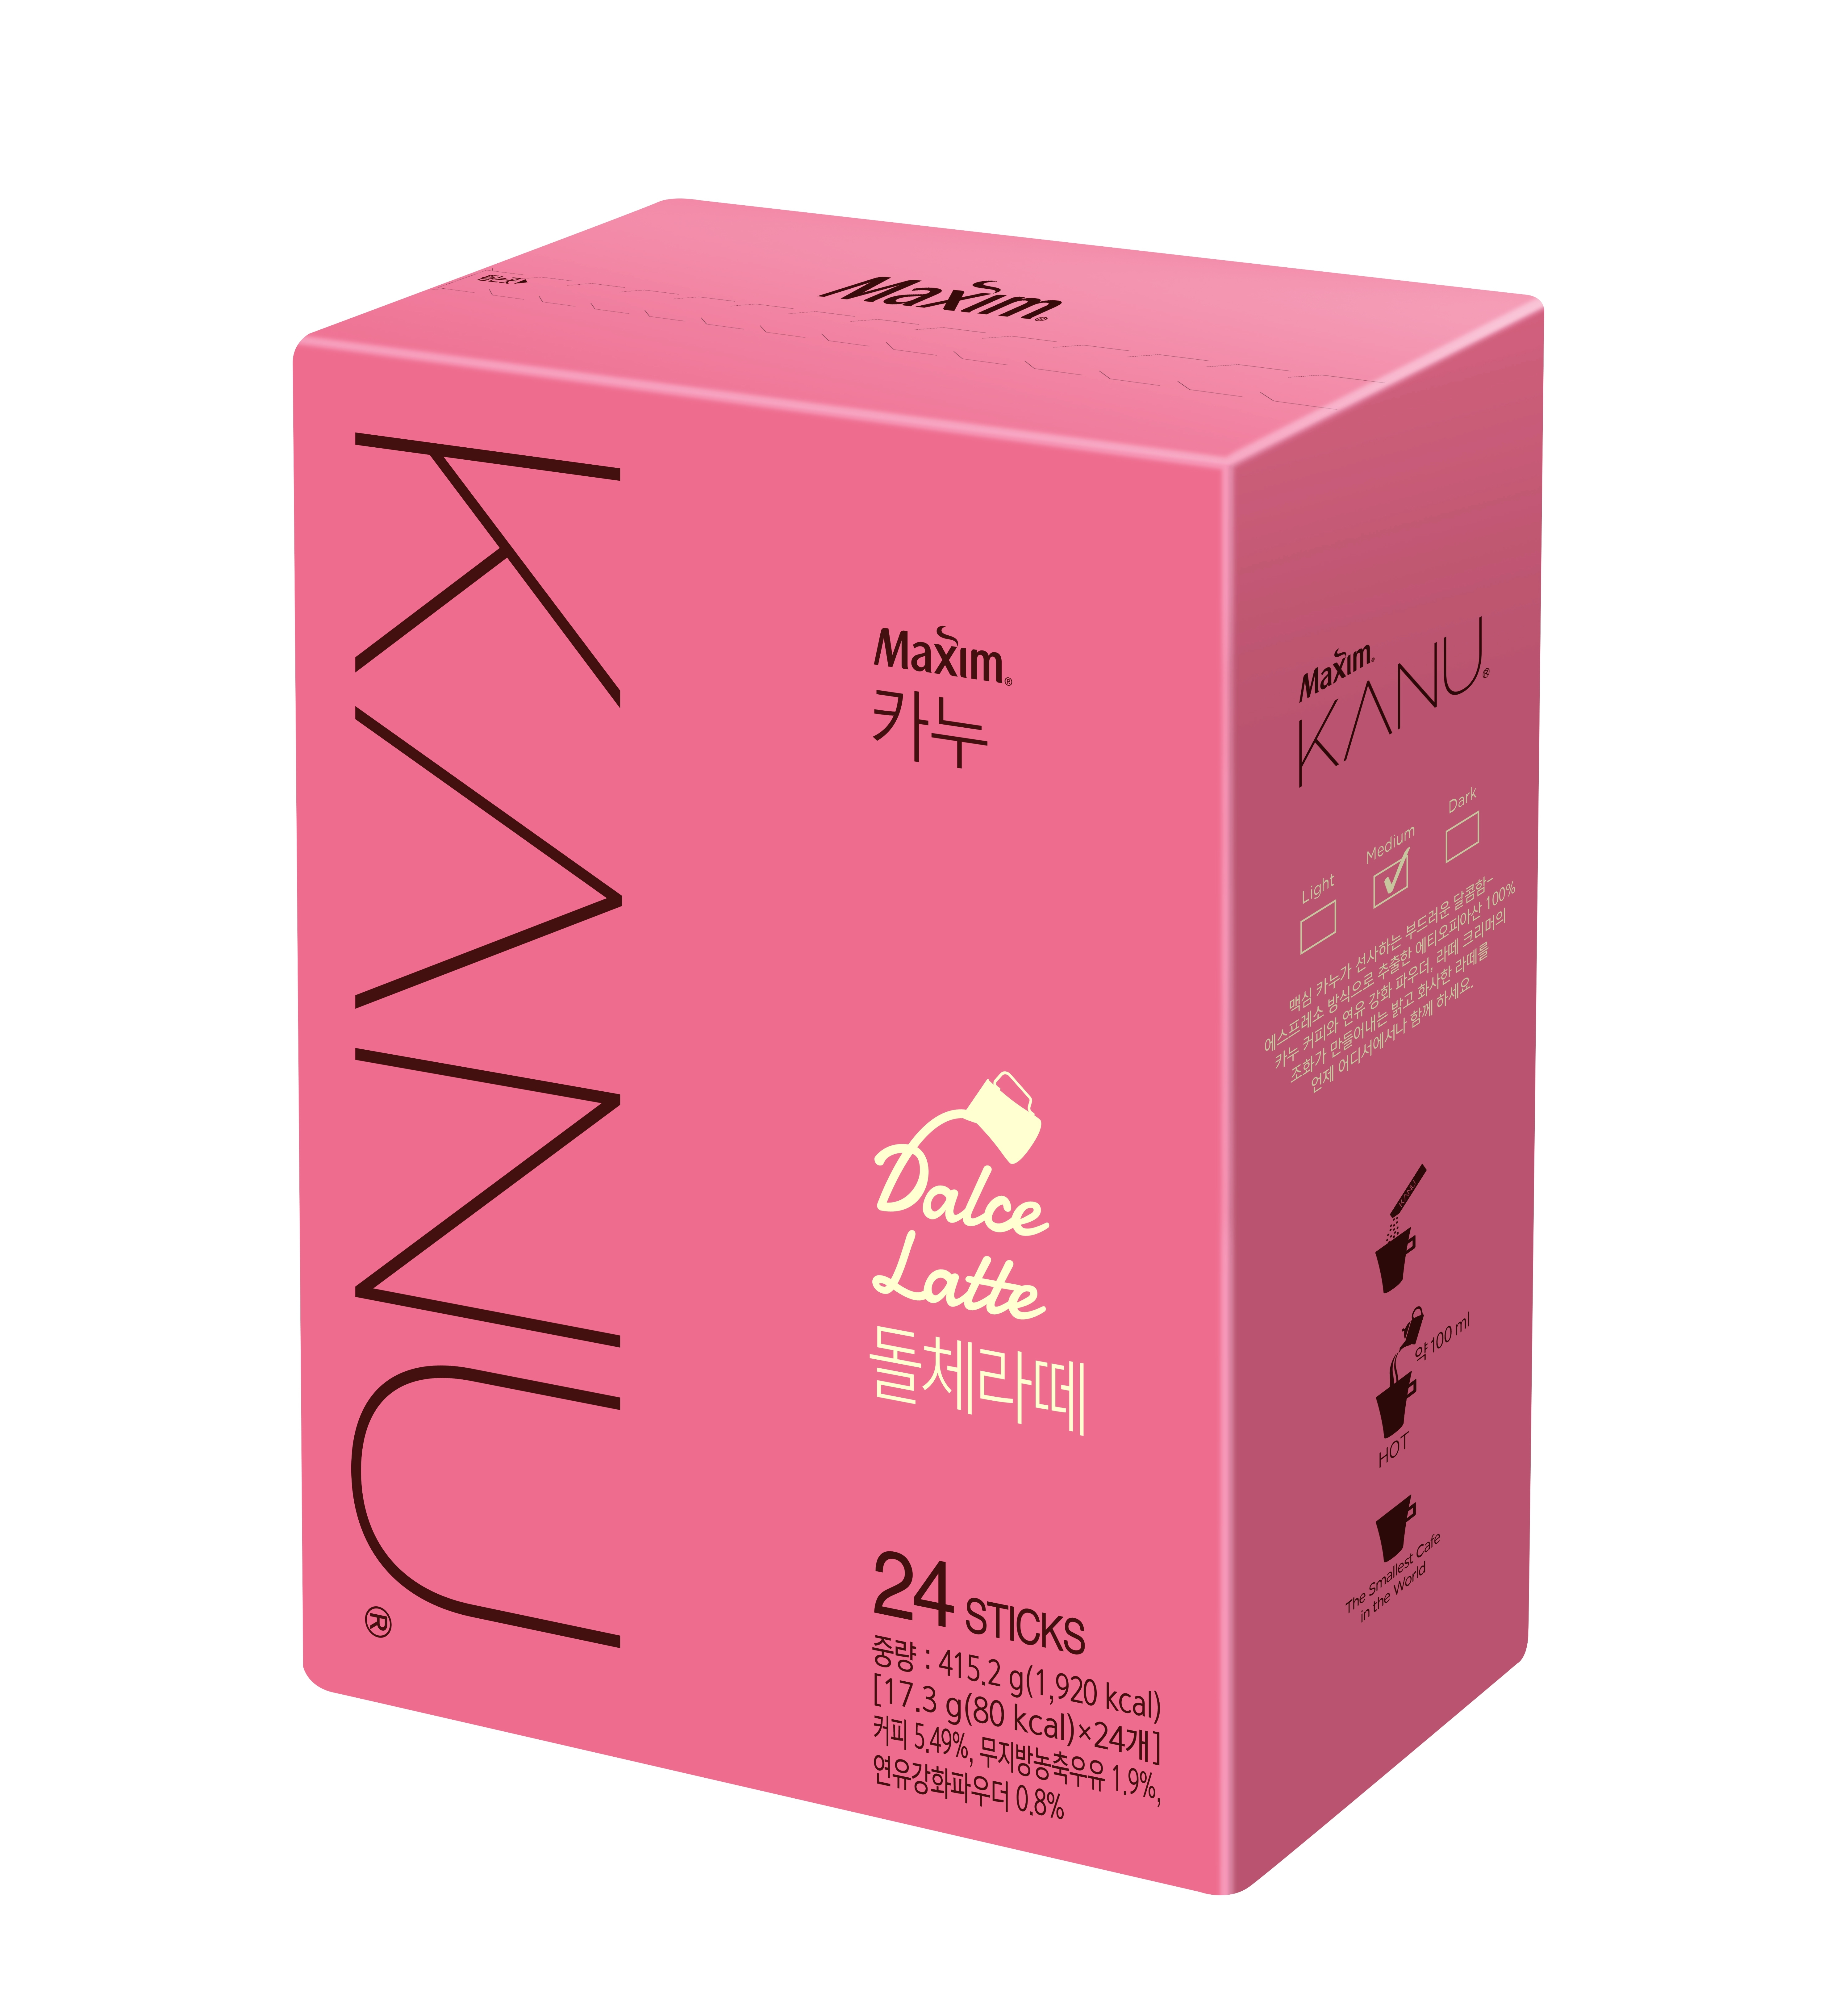 뜯는곳
Maxim®
KANU®
Maxim®
카누
Dalce
Latte
돌체라떼
24 STICKS
중량 : 415.2 g(1,920 kcal)
[17.3 g(80 kcal)×24개]
커피 5.49%, 무지방농축우유 1.9%,
연유강화파우더 0.8%
Maxim®
KANU®
Light
Medium
Dark
맥심 카누가 선사하는 부드러운 달콤함–
에스프레소 방식으로 추출한 에티오피아산 100%
카누 커피와 연유 강화 파우더, 라떼 크리머의
조화가 만들어내는 밝고 화사한 라떼를
언제 어디서에서나 함께 하세요.
약 100 ml
HOT
The Smallest Cafe
in the World